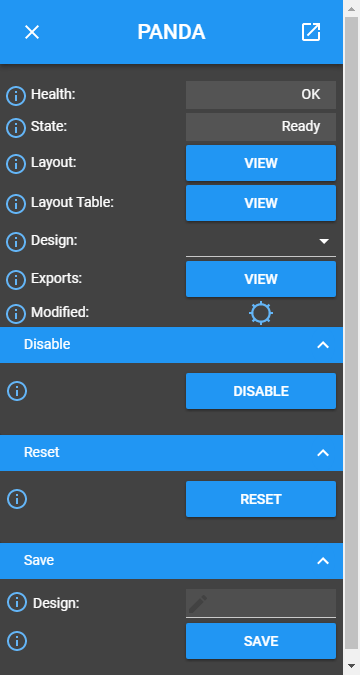 PANDA
Health: OK
State: Ready
Layout: VIEW
Layout Table: VIEW
Design:
Exports: VIEW
Modified:
Disable
DISABLE
Reset
RESET
Save
Design:
SAVE